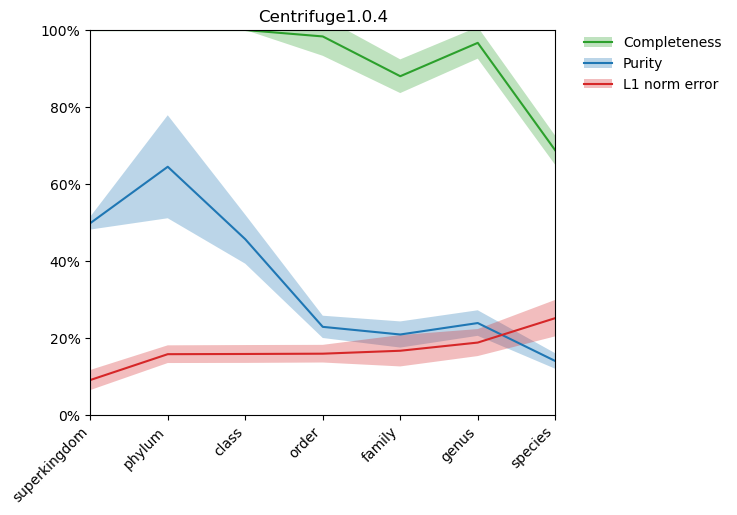 Centrifuge1.0.4
100%
80%
60%
40%
20%
0%
superkingdom
phylum
class
order
family
genus
species
Completeness
Purity
L1 norm error